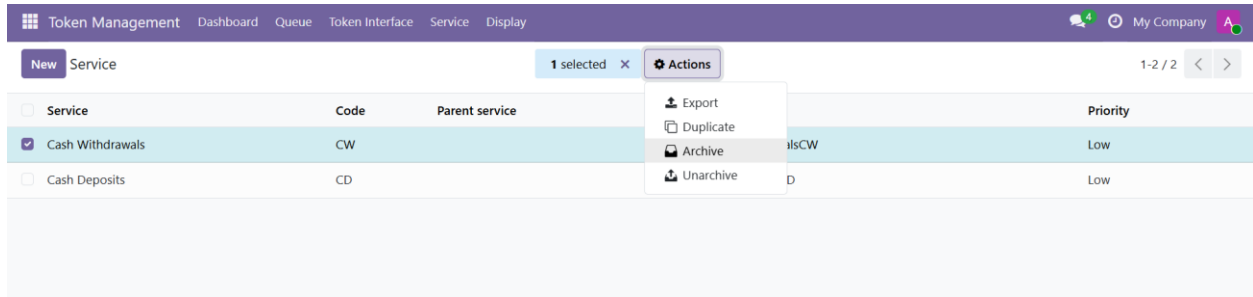 Token Management Dashboard Queue Token Interface Service Display 4 My Company A
New Service 1 selected × Actions 1-2 / 2
Service Code Parent service Priority
Export
Duplicate
Cash Withdrawals CW Archive alsCW Low
Cash Deposits CD Unarchive D Low